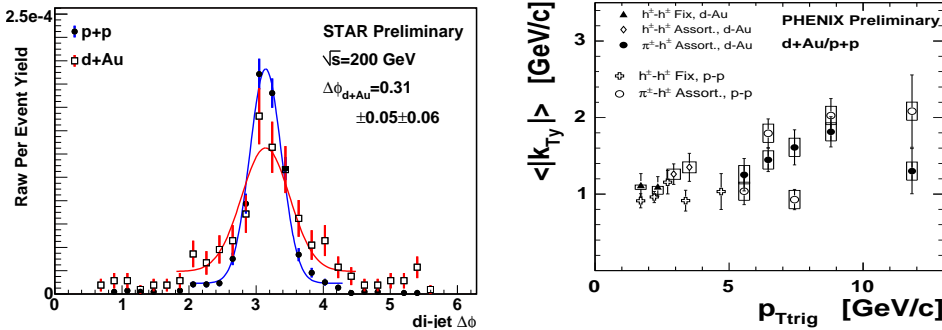 2.5e-4
Raw Per Event Yield
0
p+p
d+Au
STAR Preliminary
√s=200 GeV
Δϕd+Au=0.31
±0.05±0.06
0 1 2 3 4 5 6
di-jet Δϕ
<|kTy|> [GeV/c]
3
2
1
0
h±-h± Fix, d-Au
h±-h± Assort., d-Au
π±-h± Assort., d-Au
h±-h± Fix, p-p
π±-h± Assort., p-p
PHENIX Preliminary
d+Au/p+p
0 5 10
pTtrig [GeV/c]